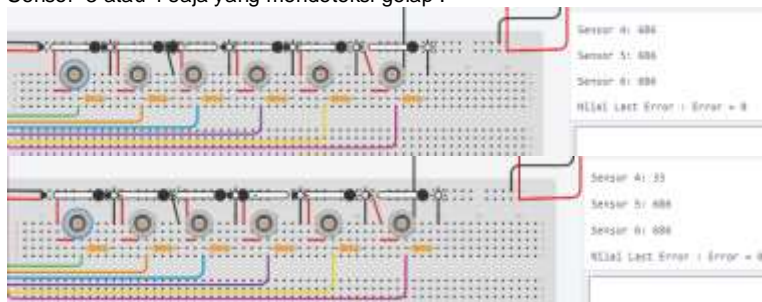 Sensor 3 atau 4 saja yang mendeteksi gelap :
Sensor 4: 686
Sensor 5: 686
Sensor 6: 686
Nilai Last Error : Error = 0
Sensor 4: 33
Sensor 5: 686
Sensor 6: 686
Nilai Last Error : Error = 0